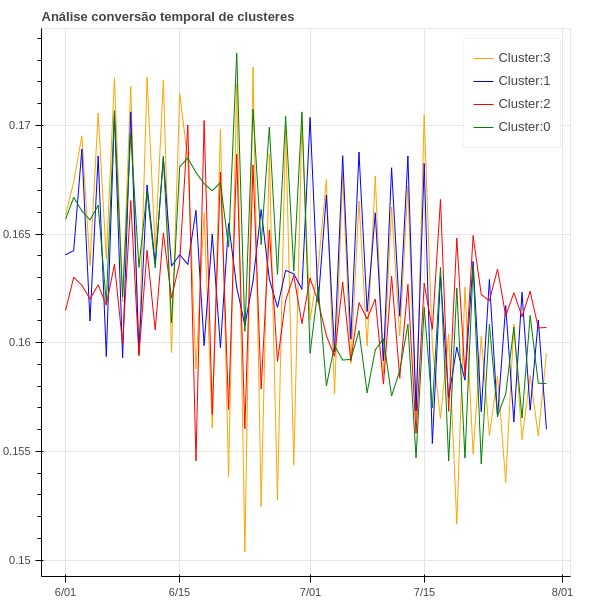 Análise conversão temporal de clusteres
Cluster:3
Cluster:1
Cluster:2
Cluster:0
0.17
0.165
0.16
0.155
0.15
6/01
6/15
7/01
7/15
8/01